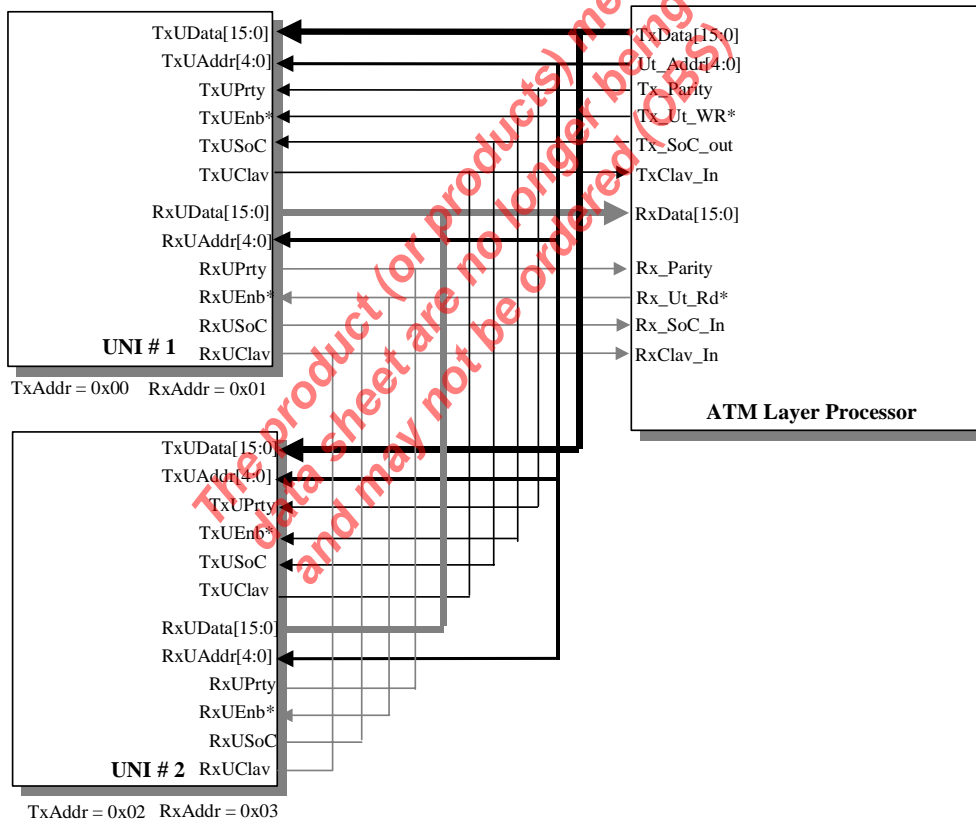 TxUData[15:0]
TxUAddr[4:0]
TxUPrty
TxUEnb*
TxUSoC
TxUClav
RxUData[15:0]
RxUAddr[4:0]
RxUPrty
RxUEnb*
RxUSoC
RxUClav
UNI # 1
TxAddr = 0x00 RxAddr = 0x01
TxData[15:0]
Ut_Addr[4:0]
Tx_Parity
Tx_Ut_WR*
Tx_SoC_out
TxClav_In
RxData[15:0]
Rx_Parity
Rx_Ut_Rd*
Rx_SoC_In
RxClav_In
ATM Layer Processor
TxUData[15:0]
TxUAddr[4:0]
TxUPrty
TxUEnb*
TxUSoC
TxUClav
RxUData[15:0]
RxUAddr[4:0]
RxUPrty
RxUEnb*
RxUSoC
RxUClav
UNI # 2
TxAddr = 0x02 RxAddr = 0x03
The product (or products) me
data sheet are no longer being
and may not be ordered (OBS)